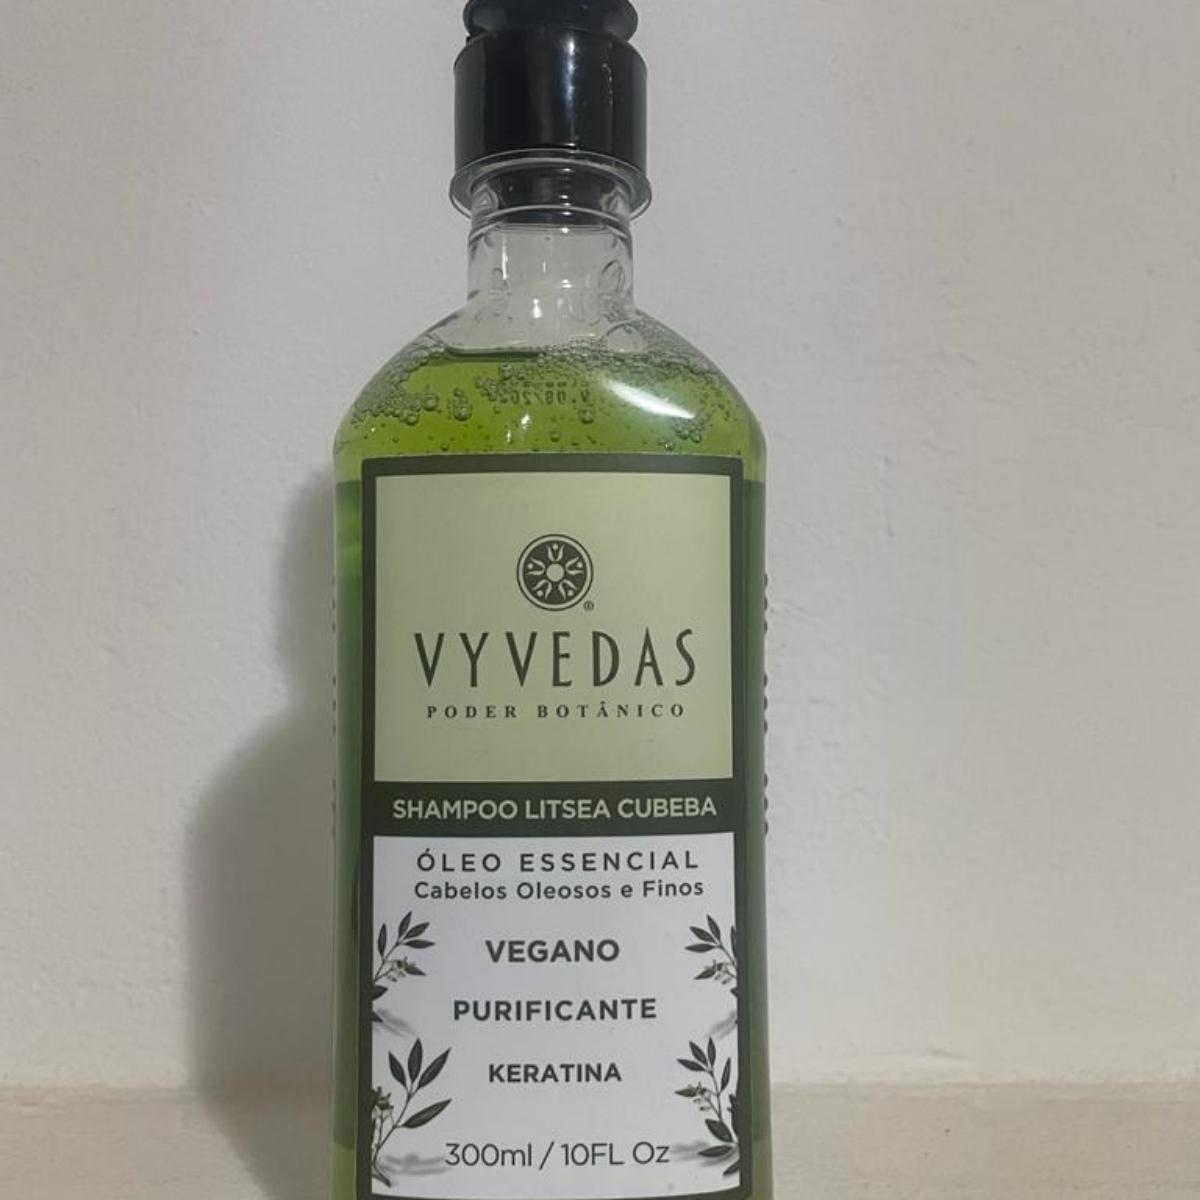 VYVEDAS
®
PODER BOTÂNICO
SHAMPOO LITSEA CUBEBA
ÓLEO ESSENCIAL
Cabelos Oleosos e Finos
VEGANO
PURIFICANTE
KERATINA
300ml / 10FL Oz